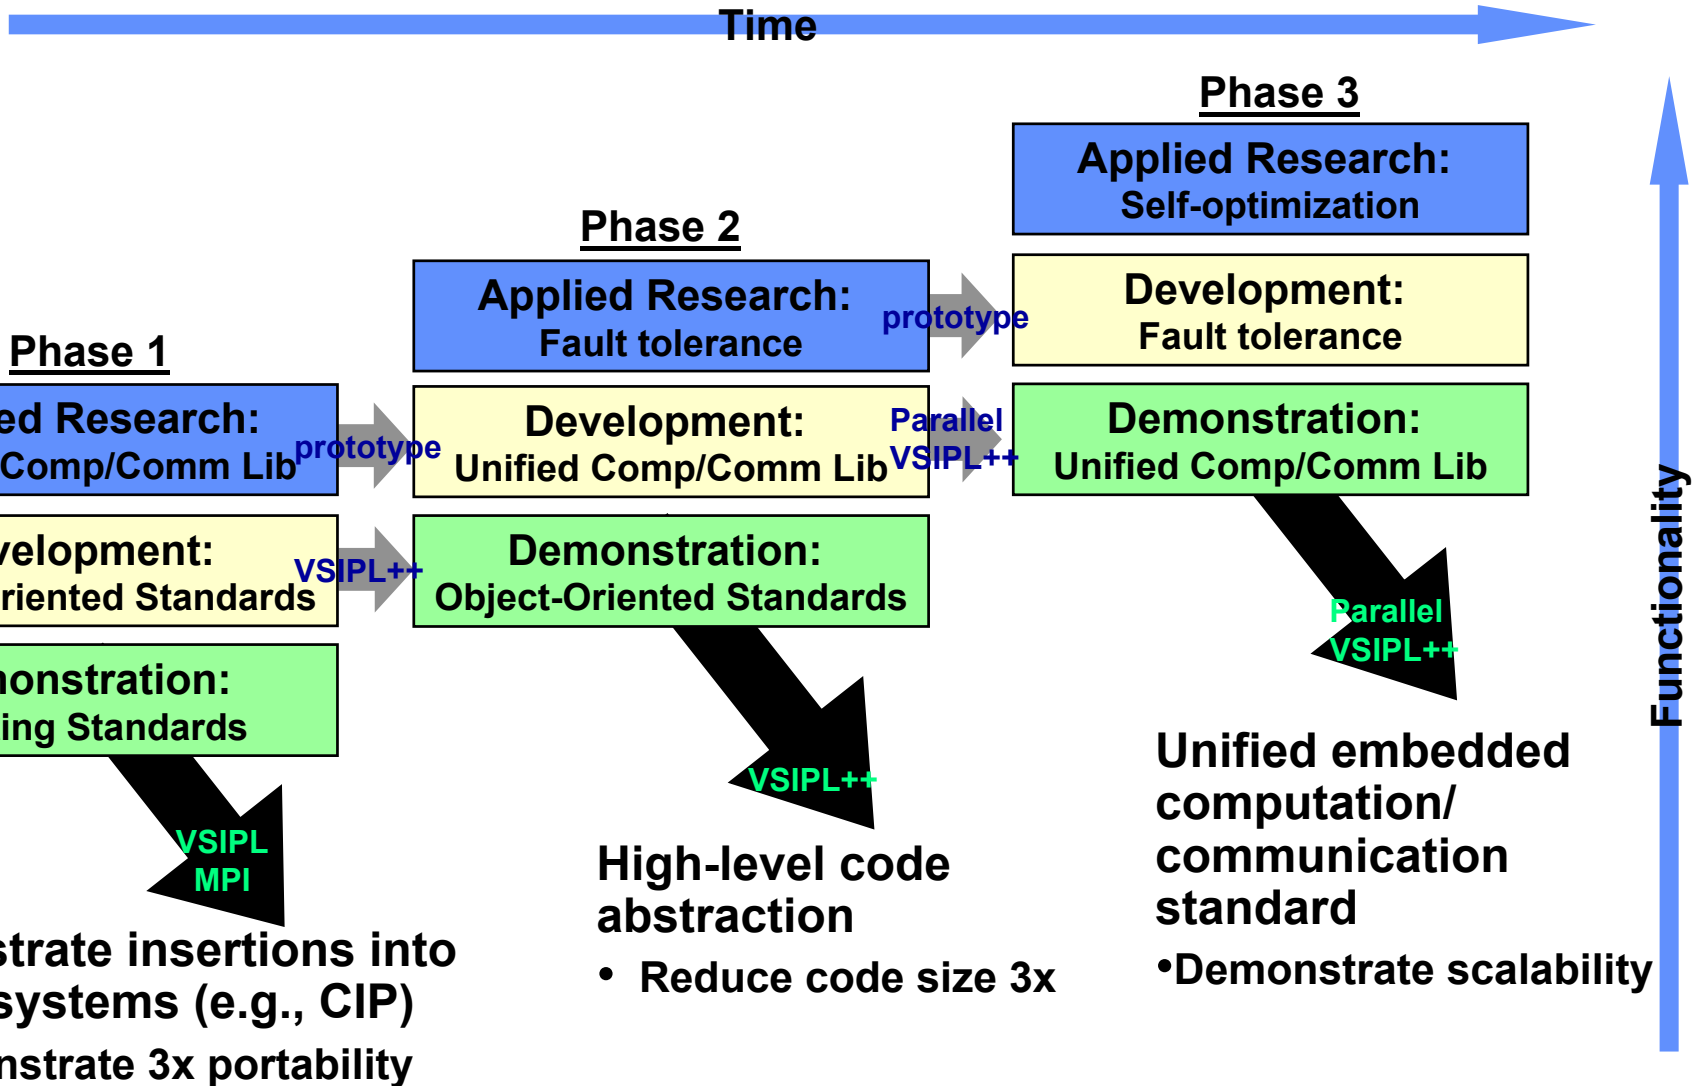 Time
Phase 3
Applied Research:
Self-optimization
Phase 2
Applied Research:
Fault tolerance
prototype
Development:
Fault tolerance
Phase 1
ed Research:
Comp/Comm Lib
prototype
Development:
Unified Comp/Comm Lib
Parallel
VSIPL++
Demonstration:
Unified Comp/Comm Lib
velopment:
riented Standards
VSIPL++
Demonstration:
Object-Oriented Standards
Parallel
VSIPL++
Functionality
monstration:
ing Standards
VSIPL++
VSIPL
MPI
Unified embedded
computation/
communication
standard
•Demonstrate scalability
High-level code
abstraction
• Reduce code size 3x
strate insertions into
systems (e.g., CIP)
nstrate 3x portability